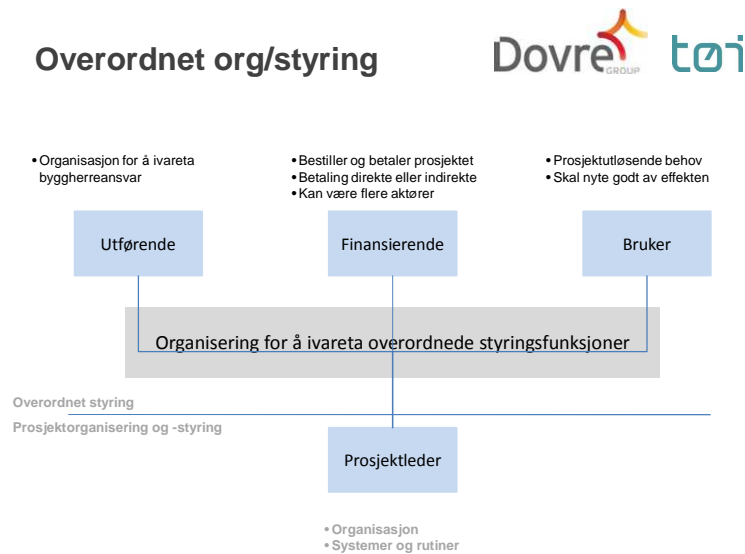 Overordnet org/styring
Dovre
GROUP
tøi
• Organisasjon for å ivareta
byggherreansvar
• Bestiller og betaler prosjektet
• Betaling direkte eller indirekte
• Kan være flere aktører
• Prosjektutløsende behov
• Skal nyte godt av effekten
Utførende
Finansierende
Bruker
Organisering for å ivareta overordnede styringsfunksjoner
Overordnet styring
Prosjektorganisering og -styring
Prosjektleder
• Organisasjon
• Systemer og rutiner